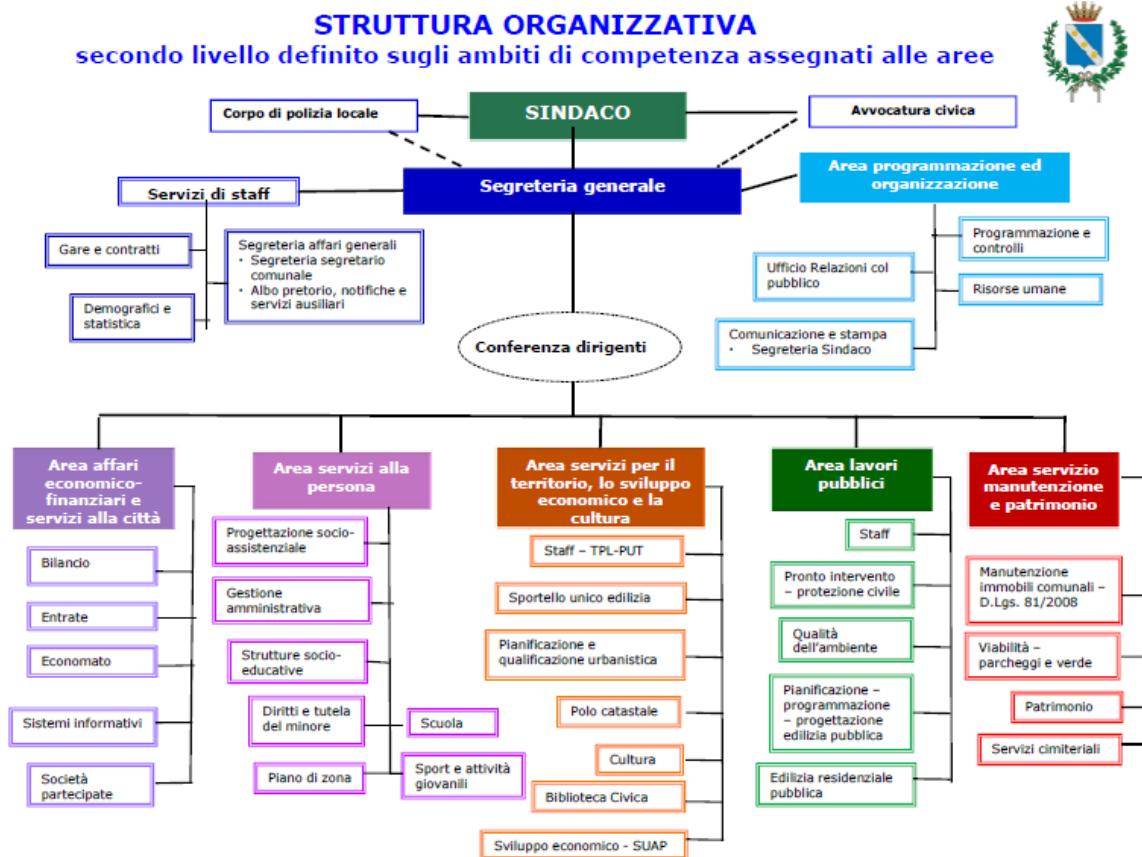 STRUTTURA ORGANIZZATIVA
secondo livello definito sugli ambiti di competenza assegnati alle aree
Corpo di polizia locale
SINDACO
Avvocatura civica
Servizi di staff
Segreteria generale
Area programmazione ed
organizzazione
Gare e contratti
Demografici e
statistica
Segreteria affari generali
• Segreteria segretario
comunale
• Albo pretorio, notifiche e
servizi ausiliari
Ufficio Relazioni col
pubblico
Comunicazione e stampa
• Segreteria Sindaco
Programmazione e
controlli
Risorse umane
Conferenza dirigenti
Area affari
economico-
finanziari e
servizi alla città
Bilancio
Entrate
Economato
Sistemi informativi
Società
partecipate
Area servizi alla
persona
Progettazione socio-
assistenziale
Gestione
amministrativa
Strutture socio-
educative
Diritti e tutela
del minore
Scuola
Piano di zona
Sport e attività
giovanili
Area servizi per il
territorio, lo sviluppo
economico e la
cultura
Staff – TPL-PUT
Sportello unico edilizia
Pianificazione e
qualificazione urbanistica
Polo catastale
Cultura
Biblioteca Civica
Sviluppo economico - SUAP
Area lavori
pubblici
Staff
Pronto intervento
– protezione civile
Qualità
dell'ambiente
Pianificazione –
programmazione
– progettazione
edilizia pubblica
Edilizia residenziale
pubblica
Area servizio
manutenzione
e patrimonio
Manutenzione
immobili comunali –
D.Lgs. 81/2008
Viabilità –
parcheggi e verde
Patrimonio
Servizi cimiteriali